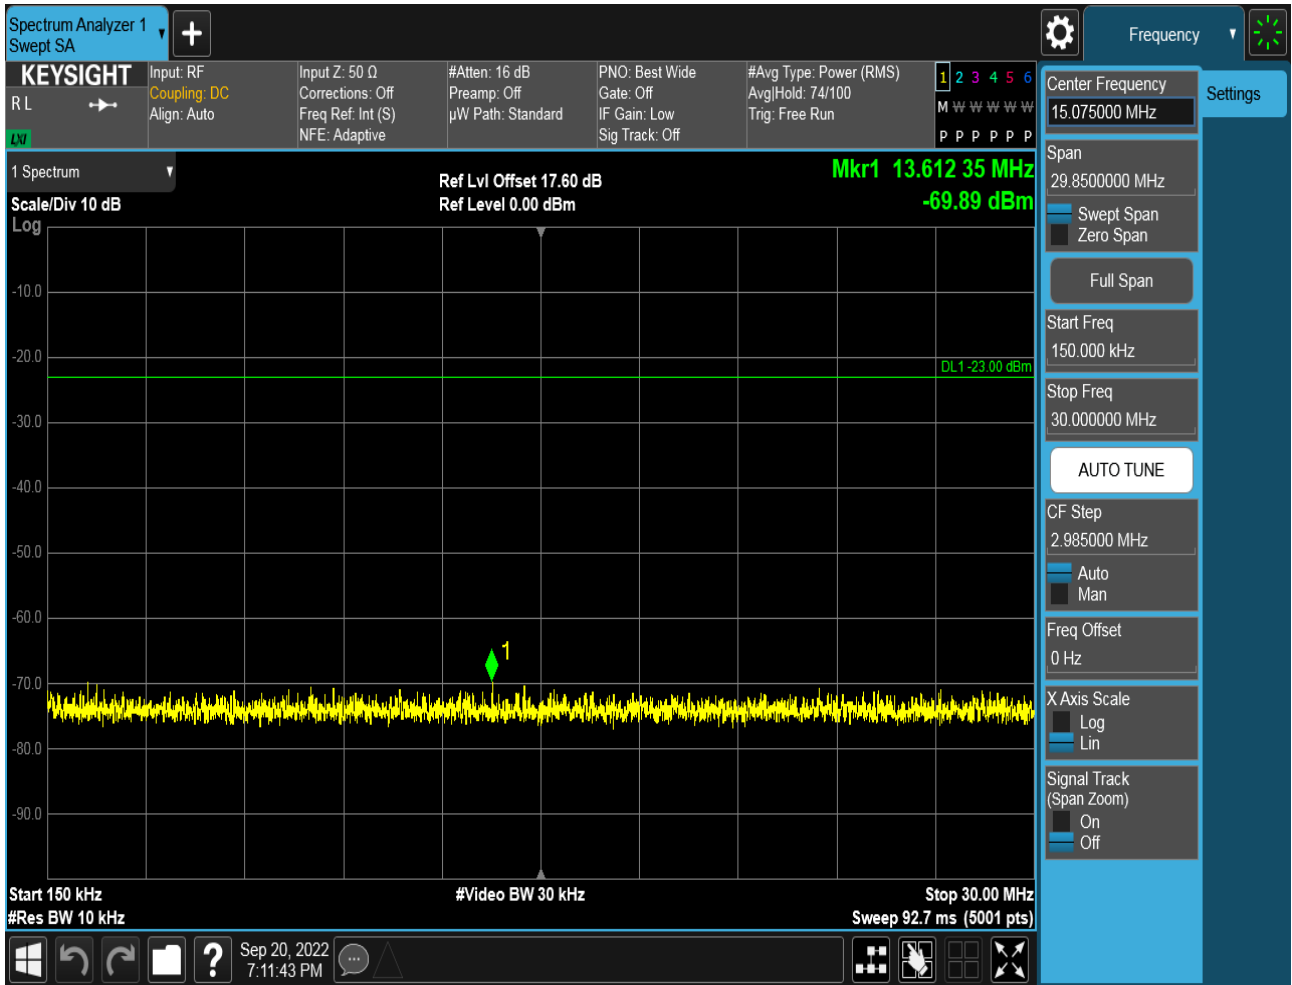 Spectrum Analyzer 1
Swept SA
Frequency
KEYSIGHT
R L
LXI
Input: RF
Coupling: DC
Align: Auto
Input Z: 50 Ω
Corrections: Off
Freq Ref: Int (S)
NFE: Adaptive
#Atten: 16 dB
Preamp: Off
µW Path: Standard
PNO: Best Wide
Gate: Off
IF Gain: Low
Sig Track: Off
#Avg Type: Power (RMS)
Avg|Hold: 74/100
Trig: Free Run
1 2 3 4 5 6
M W W W W W
P P P P P P
1 Spectrum
Scale/Div 10 dB
Log
Ref Lvl Offset 17.60 dB
Ref Level 0.00 dBm
Mkr1 13.612 35 MHz
-69.89 dBm
-10.0
-20.0
DL1 -23.00 dBm
-30.0
-40.0
-50.0
-60.0
1
-70.0
-80.0
-90.0
Start 150 kHz
#Res BW 10 kHz
#Video BW 30 kHz
Stop 30.00 MHz
Sweep 92.7 ms (5001 pts)
Center Frequency
15.075000 MHz
Span
29.8500000 MHz
Swept Span
Zero Span
Full Span
Start Freq
150.000 kHz
Stop Freq
30.000000 MHz
AUTO TUNE
CF Step
2.985000 MHz
Auto
Man
Freq Offset
0 Hz
X Axis Scale
Log
Lin
Signal Track
(Span Zoom)
On
Off
Settings
?
Sep 20, 2022
7:11:43 PM